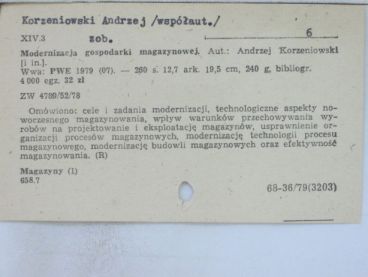 Korzeniowski Andrzej /współaut./
XIV.3 zob. 6
Modernizacja gospodarki magazynowej. Aut.: Andrzej Korzeniowski
[i in.].
Wwa: PWE 1979 (07). — 260 s. 12,7 ark. 19,5 cm, 240 g, bibliogr.
4 000 egz. 32 zł
ZW 4789/52/78
Omówiono: cele i zadania modernizacji, technologiczne aspekty no-
woczesnego magazynowania, wpływ warunków przechowywania wy-
robów na projektowanie i eksploatację magazynów, usprawnienie or-
ganizacji procesów magazynowych, modernizację technologii procesu
magazynowego, modernizację budowli magazynowych oraz efektywność
magazynowania. (R)
Magazyny (1)
658.7
68-36/79(3203)